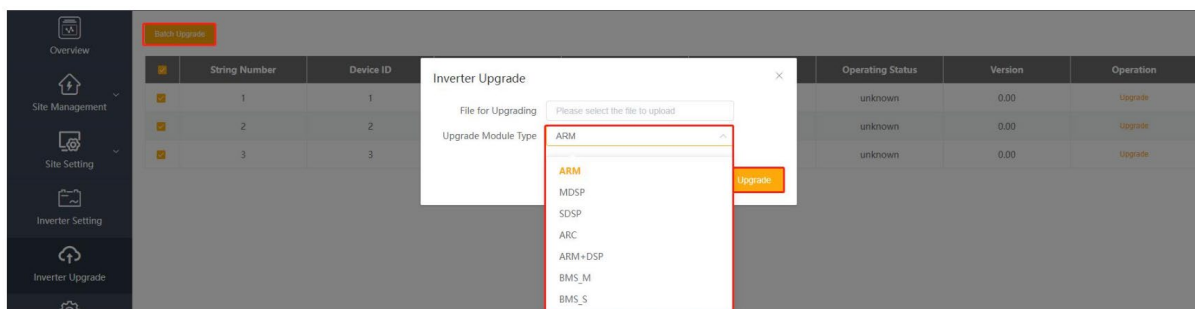 Overview
Site Management
Site Setting
Inverter Setting
Inverter Upgrade
Batch Upgrade
String Number Device ID Operating Status Version Operation
1 1 unknown 0.00 Upgrade
2 2 unknown 0.00 Upgrade
3 3 unknown 0.00 Upgrade
Inverter Upgrade
File for Upgrading Please select the file to upload
Upgrade Module Type ARM
ARM
MDSP
SDSP
ARC
ARM+DSP
BMS_M
BMS_S
Upgrade